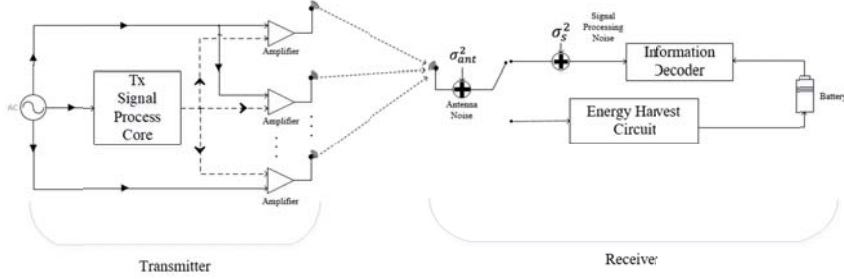 Amplifier
AC
Tx
Signal
Process
Core
Amplifier
Amplifier
Transmitter
σ²ant
Antenna
Noise
σ²s
Signal
Processing
Noise
Information
Decoder
Energy Harvest
Circuit
Battery
Receiver